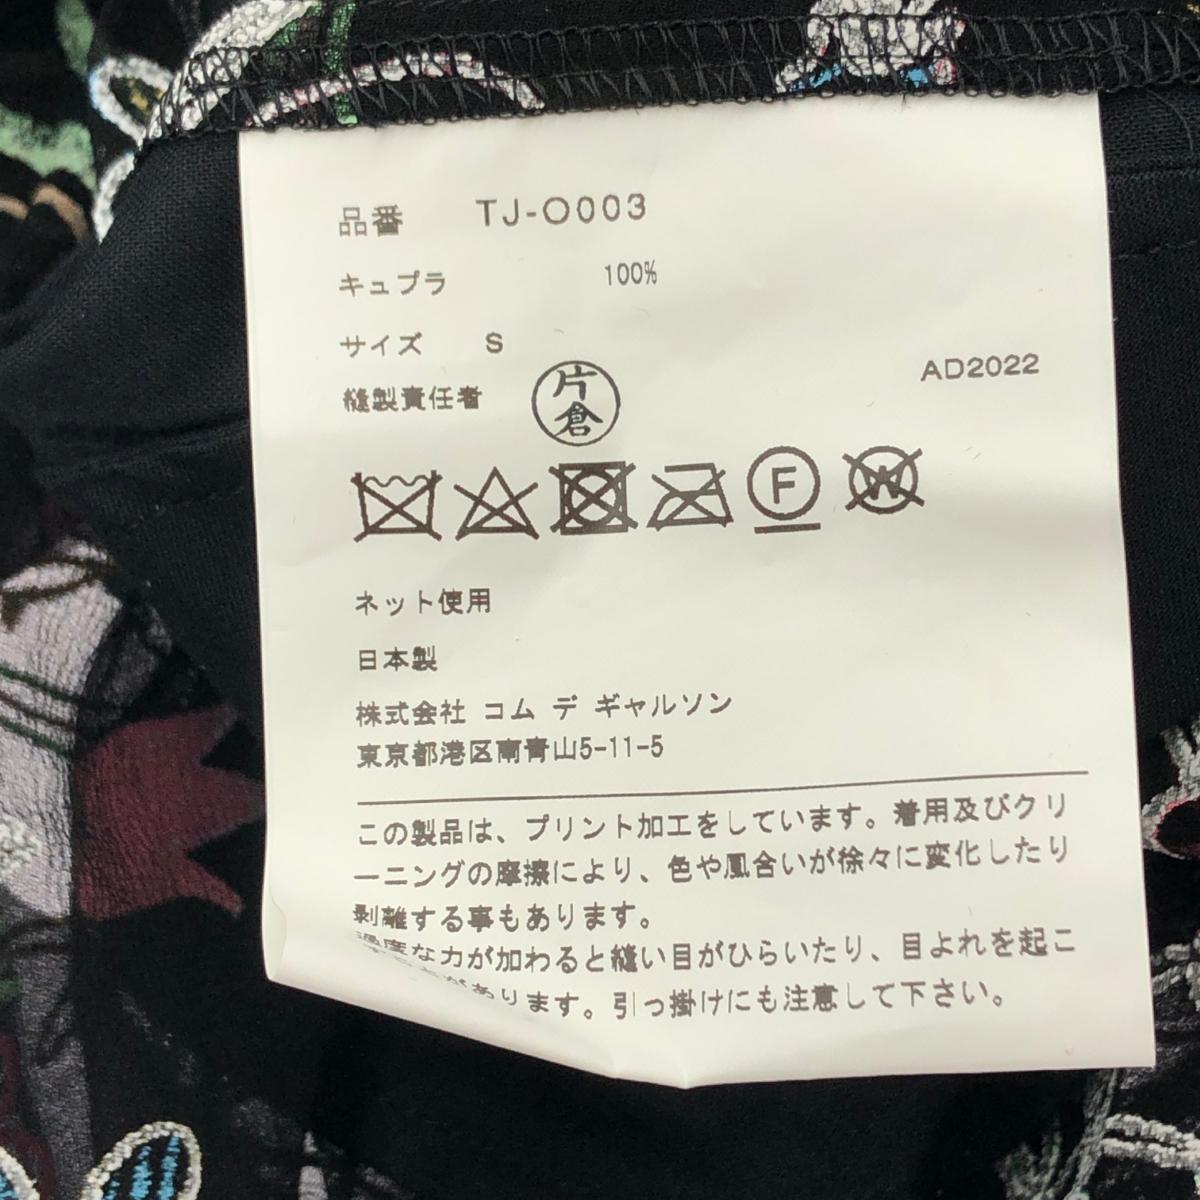 品番 TJ-O003
キュプラ 100%
サイズ S
AD2022
縫製責任者 片倉
F
W
ネット使用
日本製
株式会社 コム デ ギャルソン
東京都港区南青山5-11-5
この製品は、プリント加工をしています。着用及びクリ
ーニングの摩擦により、色や風合いが徐々に変化したり
剥離する事もあります。
過度な力が加わると縫い目がひらいたり、目よれを起こ
があります。引っ掛けにも注意して下さい。